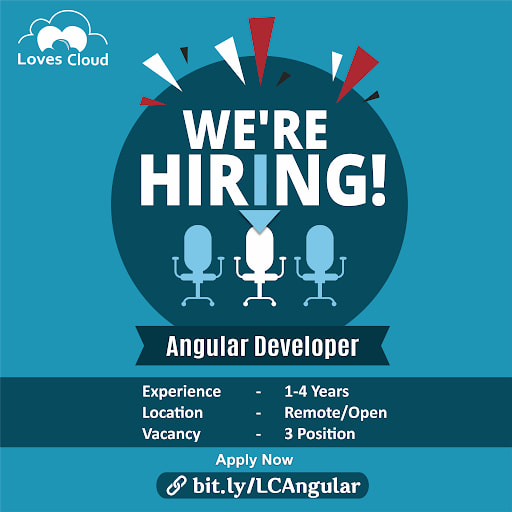 Loves Cloud
WE'RE
HIRING!
Angular Developer
Experience - 1-4 Years
Location - Remote/Open
Vacancy - 3 Position
Apply Now
bit.ly/LCAngular